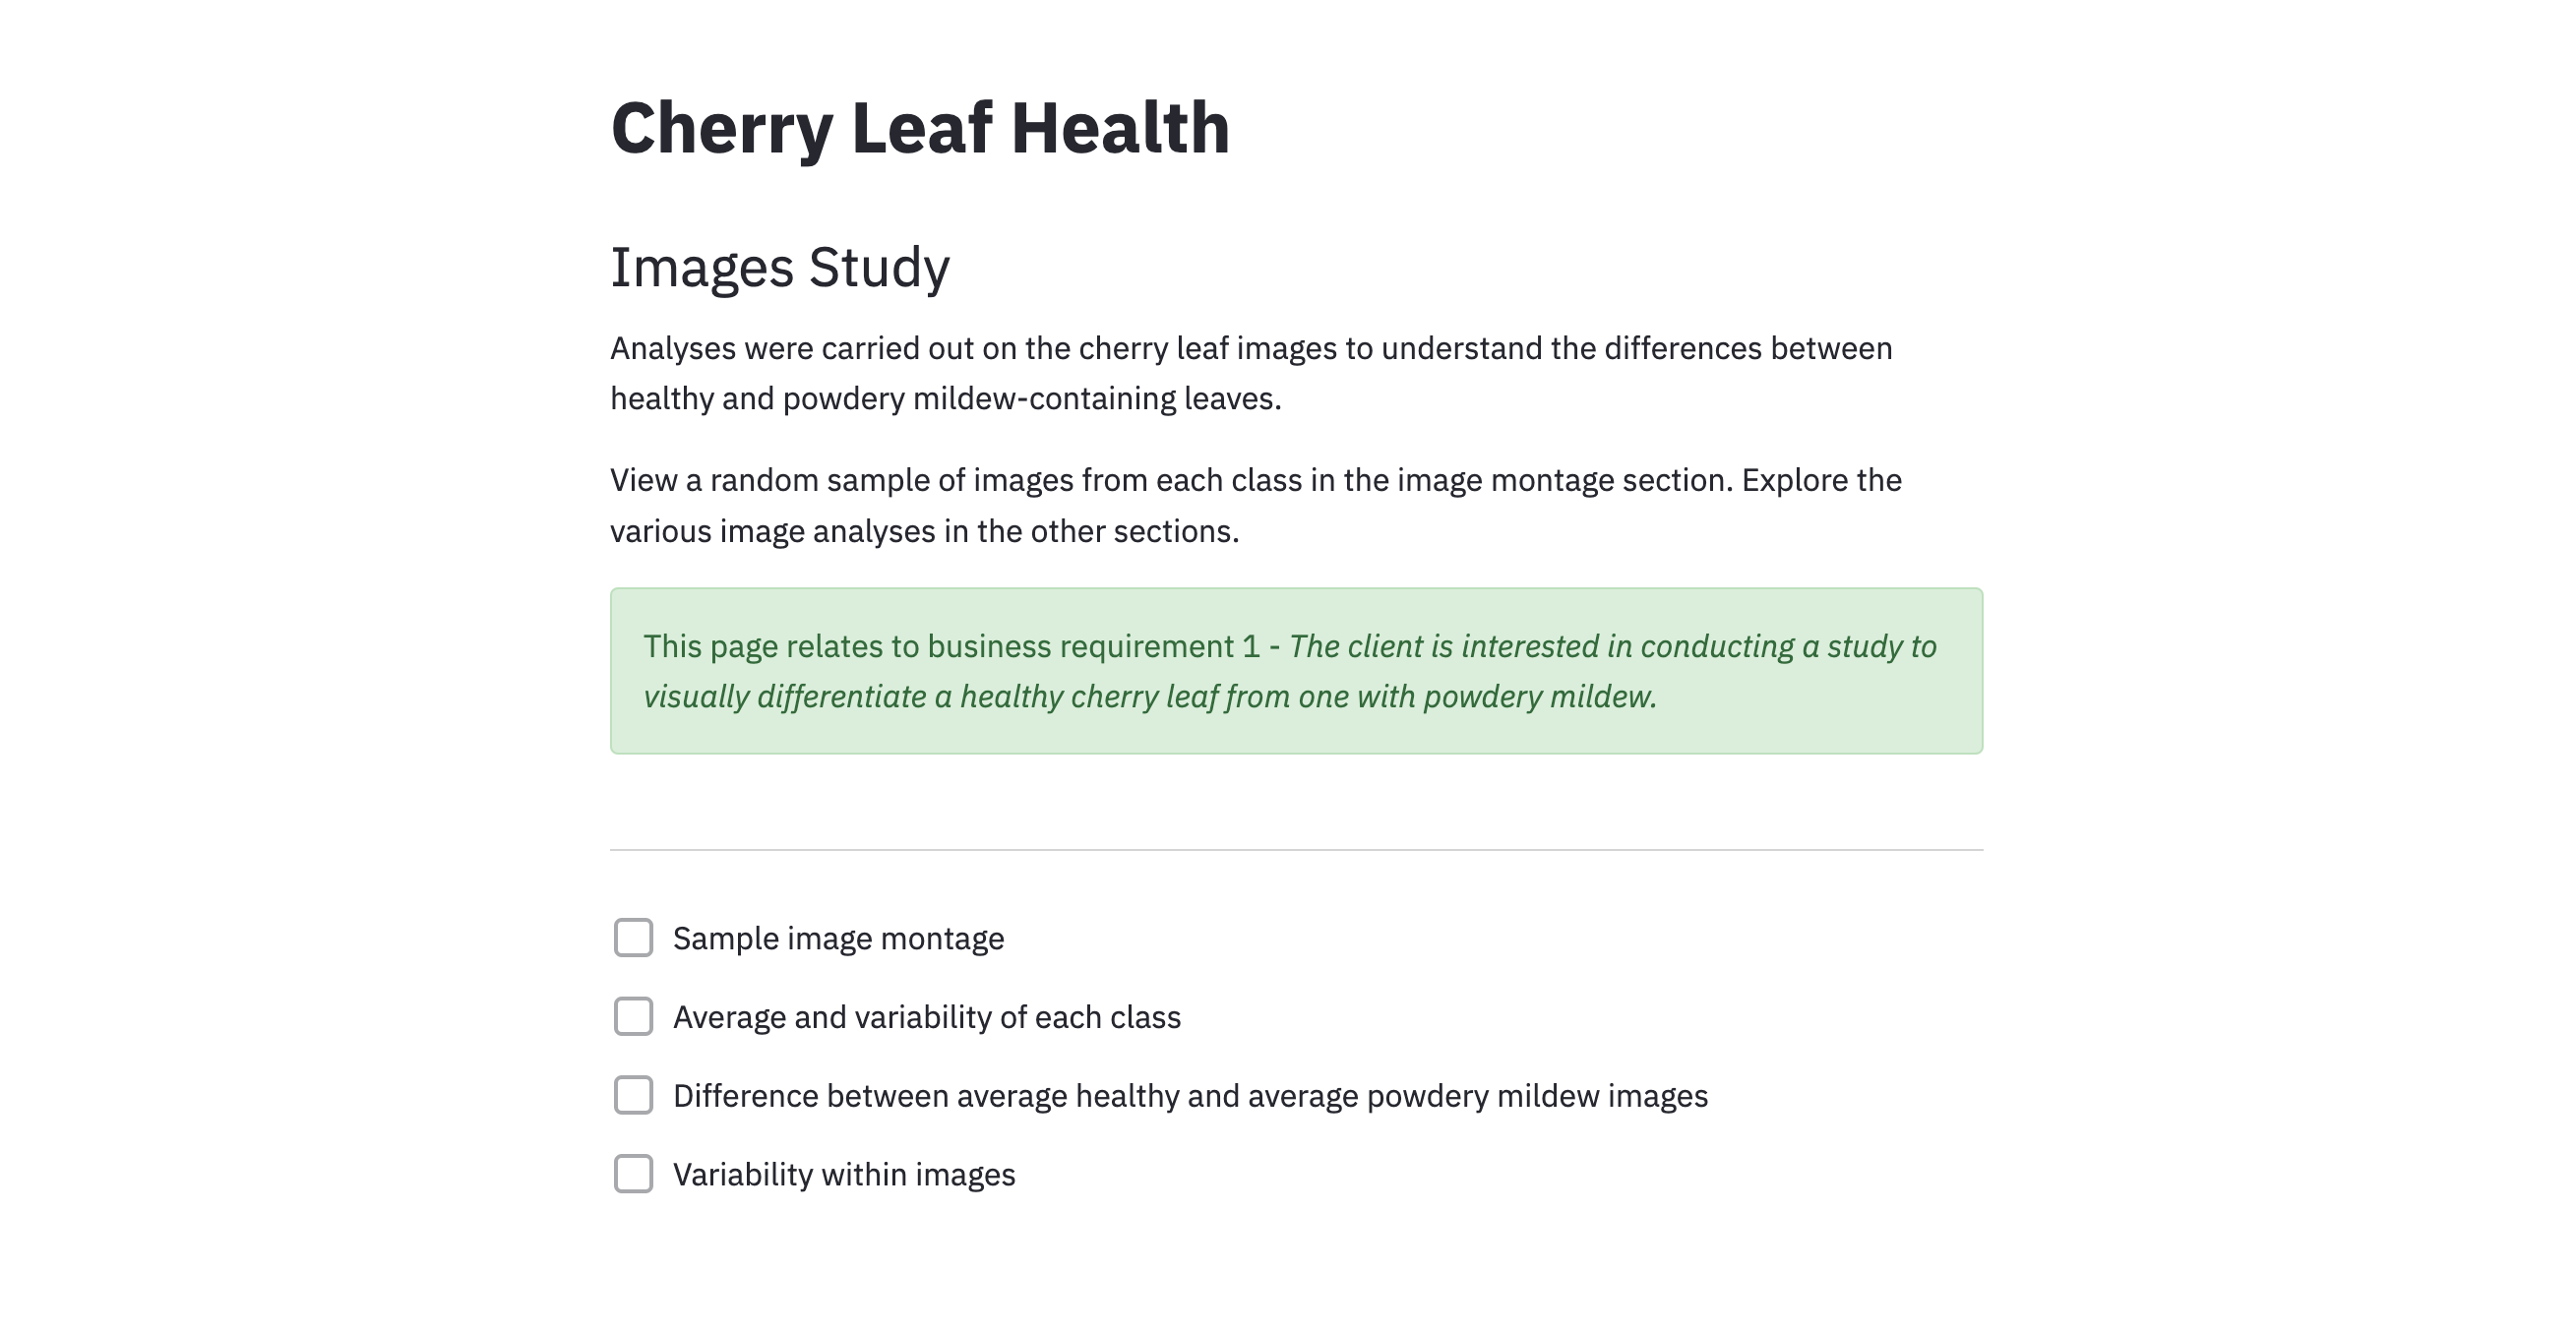 Cherry Leaf Health
Images Study
Analyses were carried out on the cherry leaf images to understand the differences between
healthy and powdery mildew-containing leaves.
View a random sample of images from each class in the image montage section. Explore the
various image analyses in the other sections.
This page relates to business requirement 1 - The client is interested in conducting a study to
visually differentiate a healthy cherry leaf from one with powdery mildew.
Sample image montage
Average and variability of each class
Difference between average healthy and average powdery mildew images
Variability within images